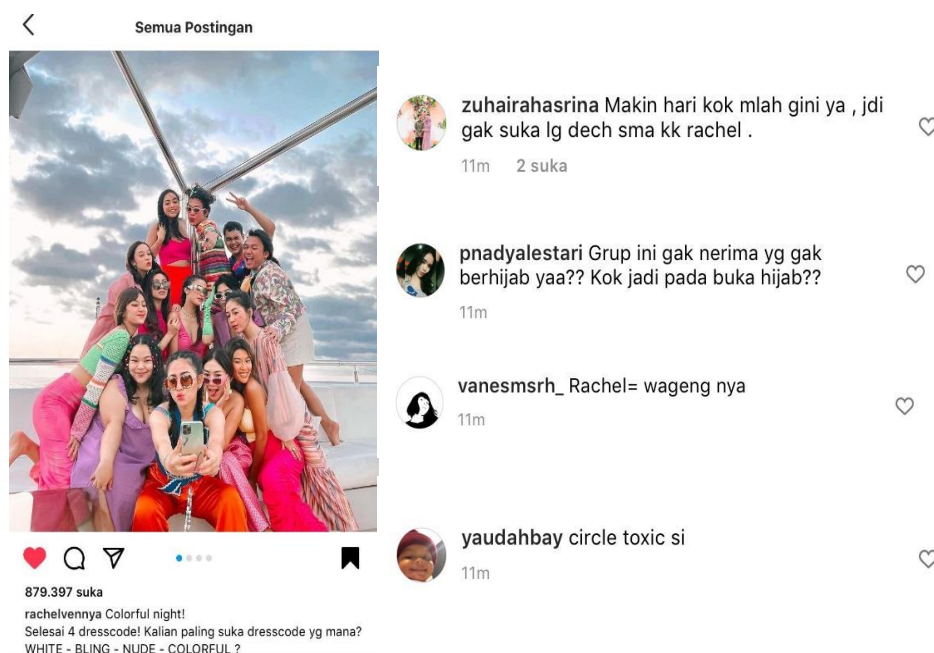 Semua Postingan
879.397 suka
rachelvennya Colorful night!
Selesai 4 dresscode! Kalian paling suka dresscode yg mana?
WHITE - BLING - NUDE - COLORFUL ?
zuhairahasrina Makin hari kok mlah gini ya , jdi
gak suka lg dech sma kk rachel .
11m 2 suka
pnadyalestari Grup ini gak nerima yg gak
berhijab yaa?? Kok jadi pada buka hijab??
11m
vanesmsrh_ Rachel= wageng nya
11m
yaudahbay circle toxic si
11m